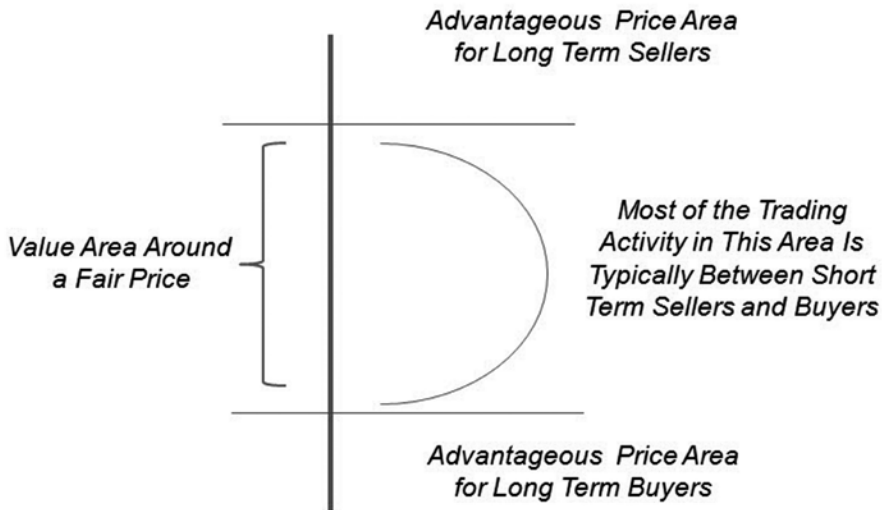 Advantageous Price Area
for Long Term Sellers
Value Area Around
a Fair Price
Most of the Trading
Activity in This Area Is
Typically Between Short
Term Sellers and Buyers
Advantageous Price Area
for Long Term Buyers